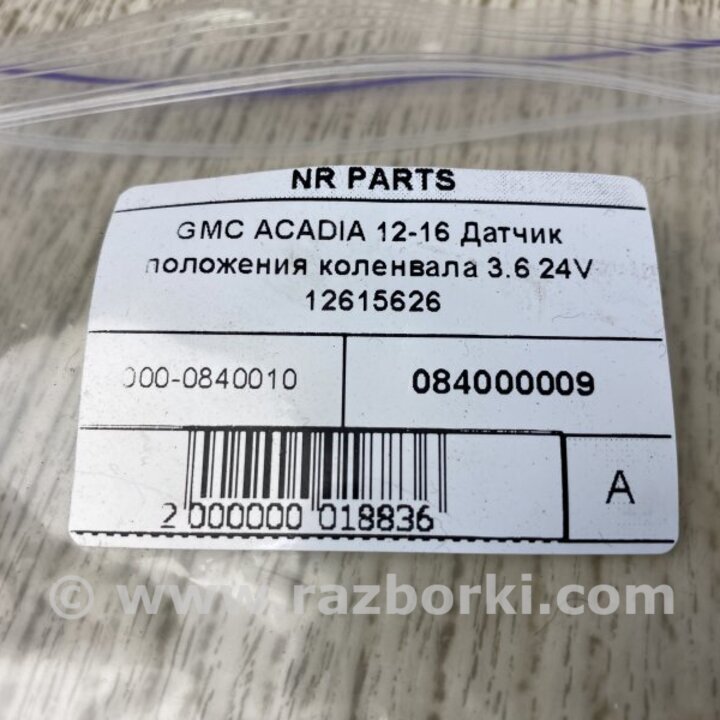 NR PARTS
GMC ACADIA 12-16 Датчик
положения коленвала 3.6 24V
12615626
000-0840010
084000009
A
2 000000 018836
© www.razborki.com